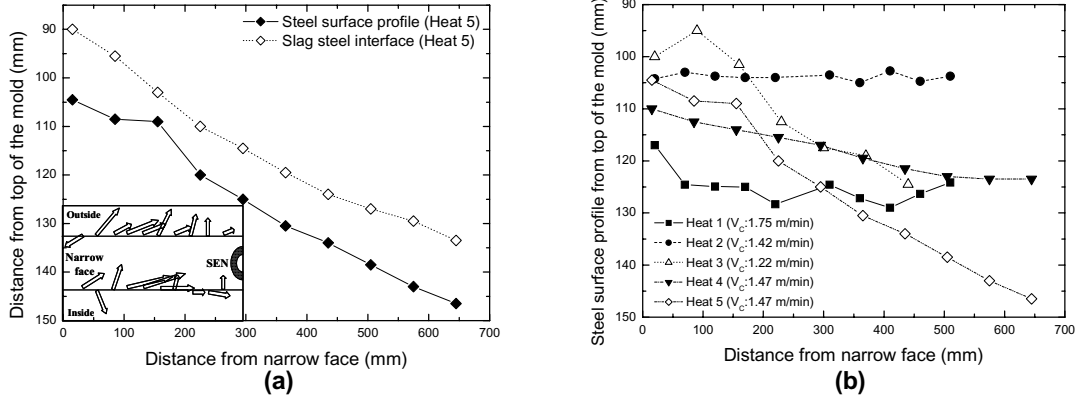 Distance from top of the mold (mm)
90
100
110
120
130
140
150
Steel surface profile (Heat 5)
Slag steel interface (Heat 5)
Outside
Narrow
face
SEN
Inside
0 100 200 300 400 500 600 700
Distance from narrow face (mm)
(a)
Steel surface profile from top of the mold (mm)
90
100
110
120
130
140
150
Heat 1 (VC:1.75 m/min)
Heat 2 (VC:1.42 m/min)
Heat 3 (VC:1.22 m/min)
Heat 4 (VC:1.47 m/min)
Heat 5 (VC:1.47 m/min)
0 100 200 300 400 500 600 700
Distance from narrow face (mm)
(b)